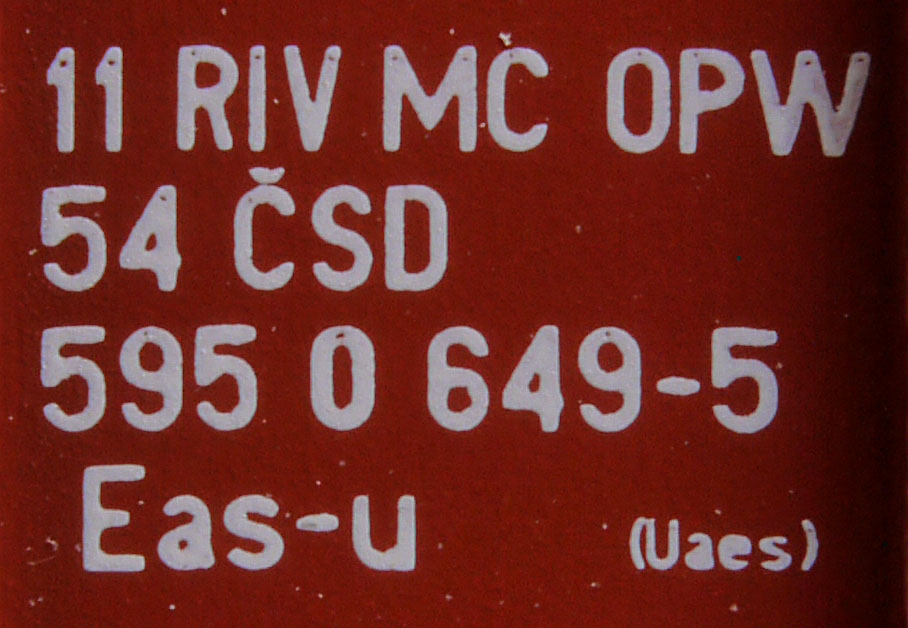 11 RIV MC OPW
54 ČSD
595 0 649-5
Eas-u (Uaes)